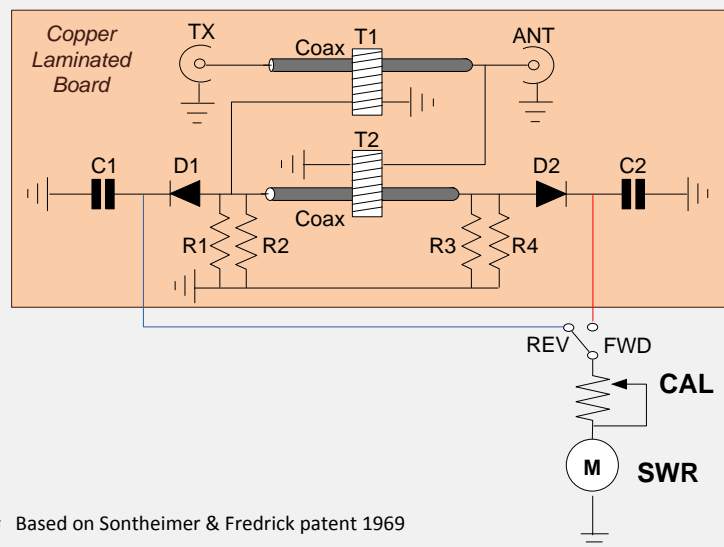 Copper
Laminated
Board
TX
Coax
T1
ANT
T2
C1
D1
D2
C2
Coax
R1
R2
R3
R4
REV
FWD
CAL
M
SWR
Based on Sontheimer & Fredrick patent 1969